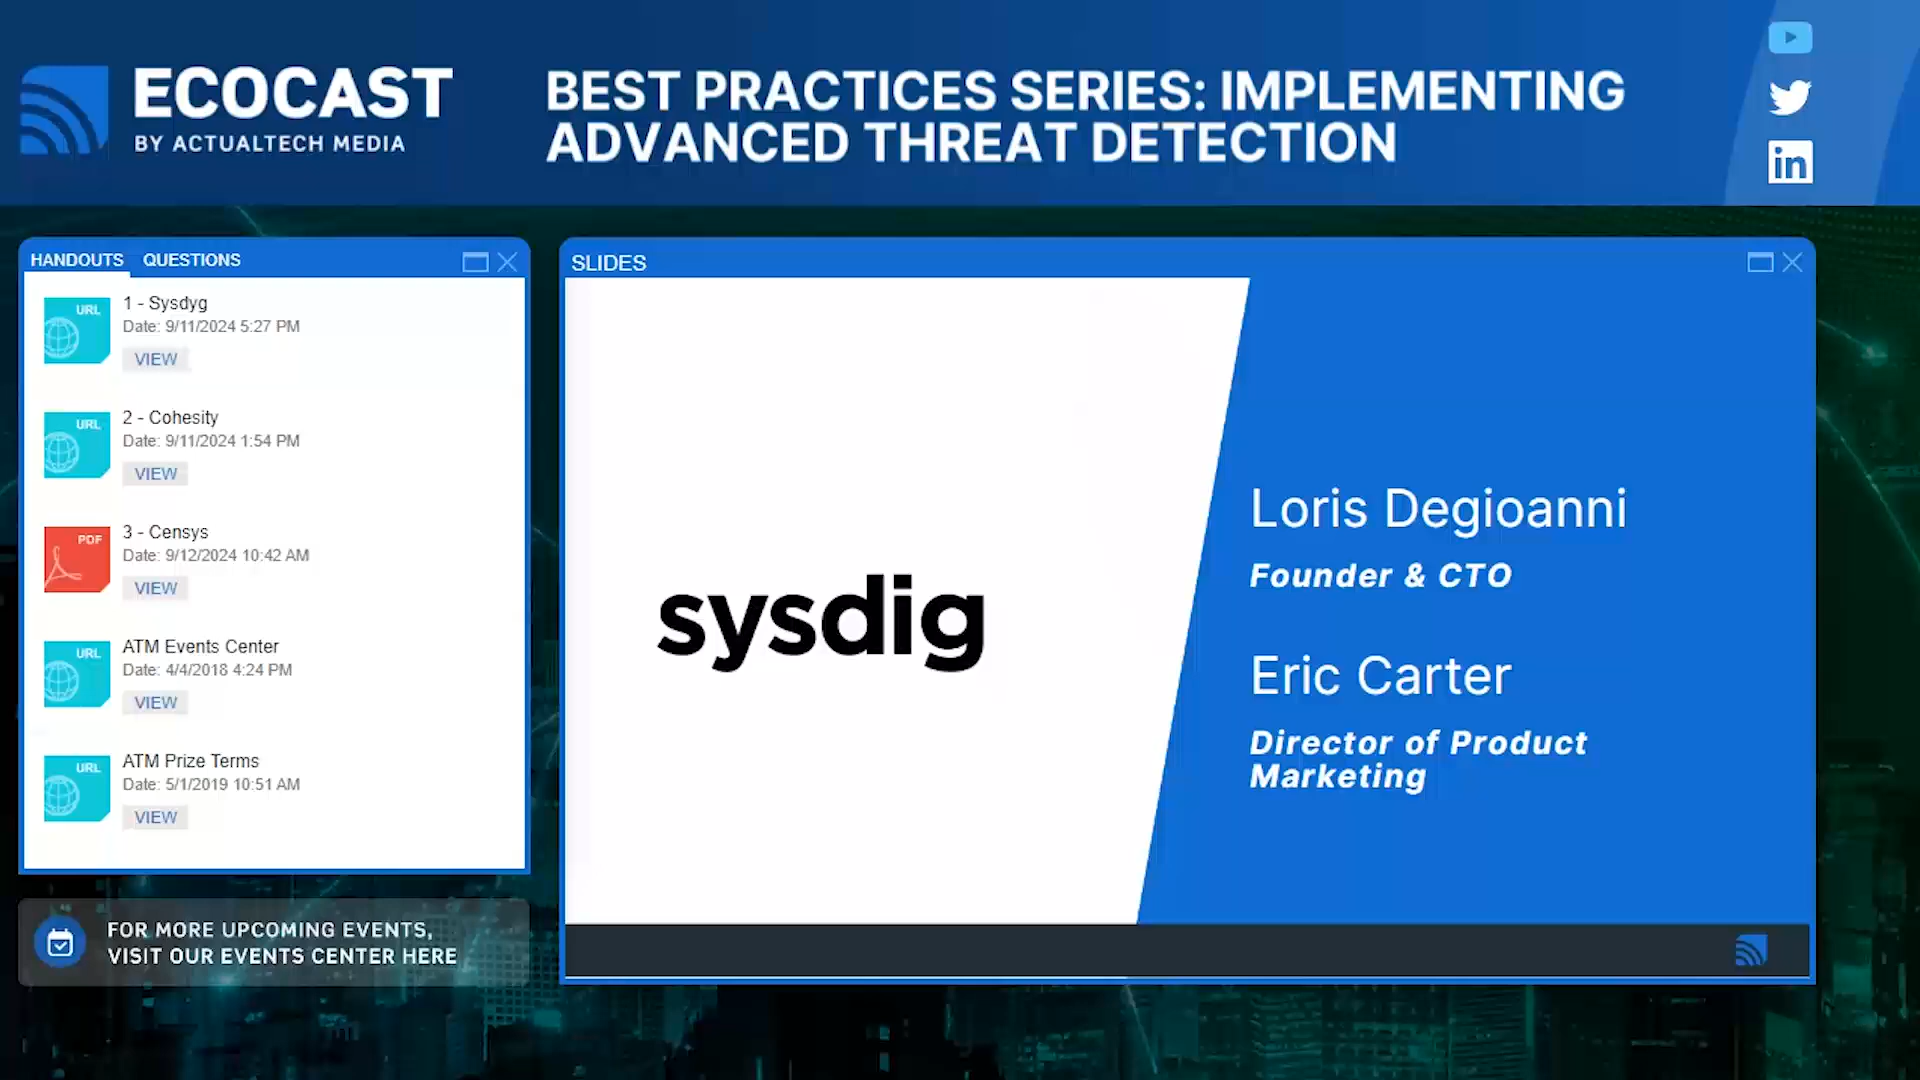 ECOCAST
BY ACTUALTECH MEDIA
BEST PRACTICES SERIES: IMPLEMENTING
ADVANCED THREAT DETECTION
in
HANDOUTS
QUESTIONS
URL
1 - Sysdyg
Date: 9/11/2024 5:27 PM
VIEW
URL
2 - Cohesity
Date: 9/11/2024 1:54 PM
VIEW
PDF
3 - Censys
Date: 9/12/2024 10:42 AM
VIEW
URL
ATM Events Center
Date: 4/4/2018 4:24 PM
VIEW
URL
ATM Prize Terms
Date: 5/1/2019 10:51 AM
VIEW
FOR MORE UPCOMING EVENTS,
VISIT OUR EVENTS CENTER HERE
SLIDES
sysdig
Loris Degioanni
Founder & CTO
Eric Carter
Director of Product
Marketing